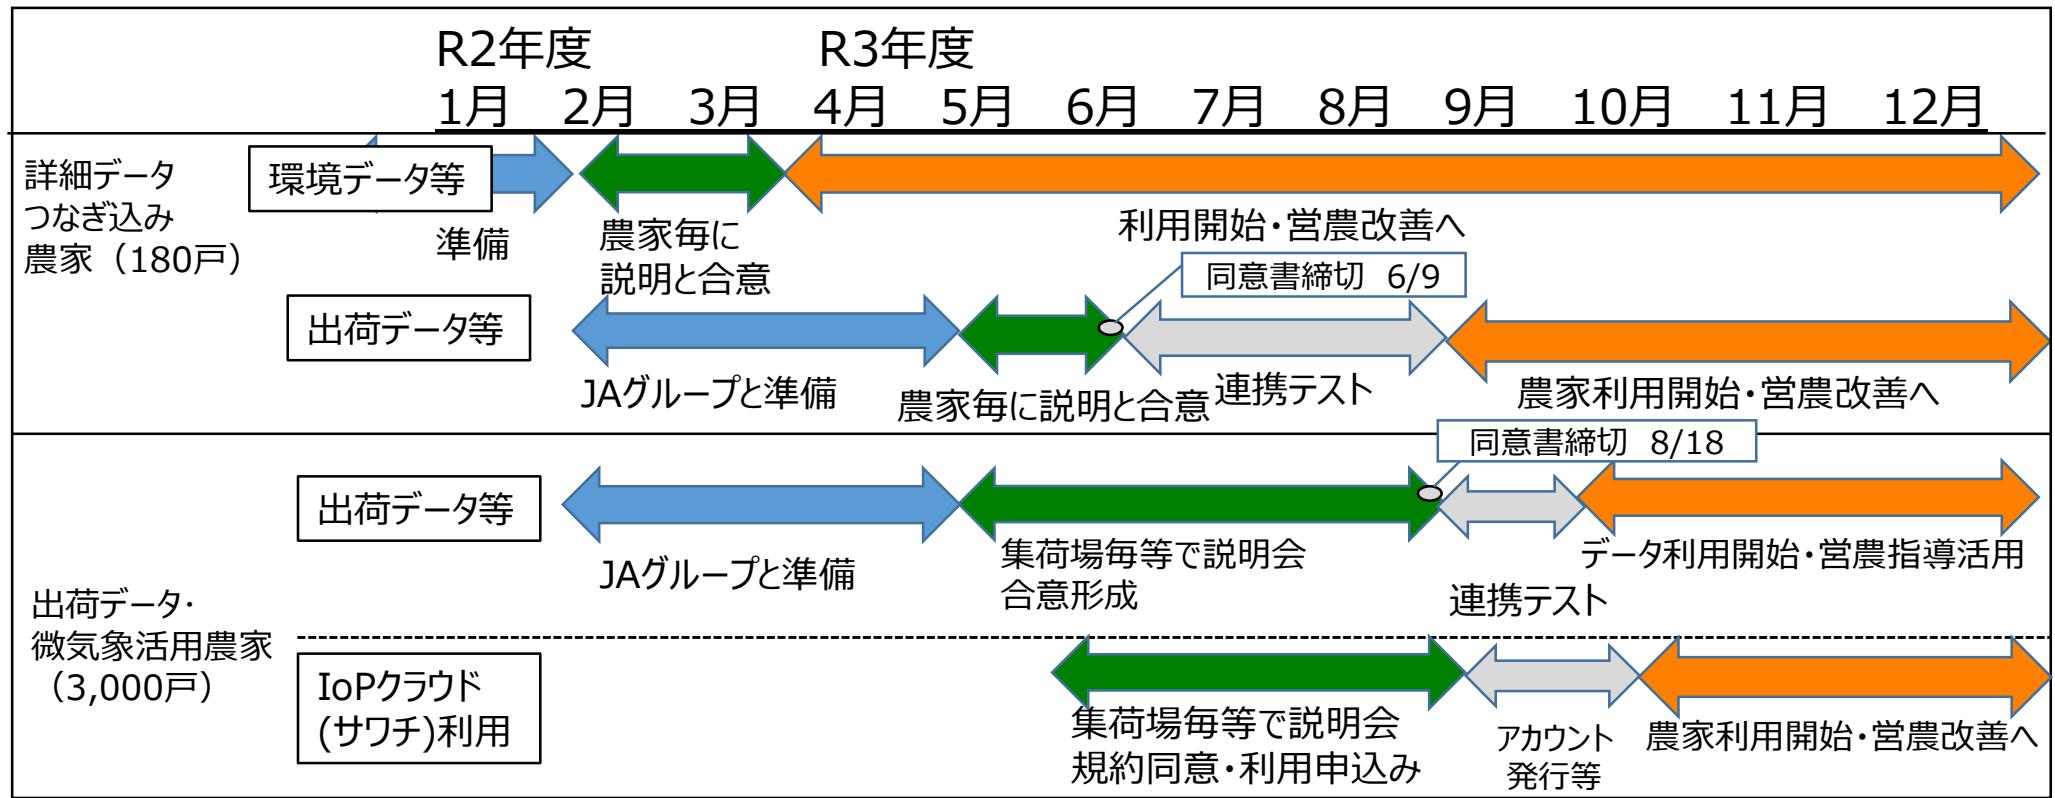 R2年度 R3年度
1月 2月 3月 4月 5月 6月 7月 8月 9月 10月 11月 12月
詳細データ
つなぎ込み
農家（180戸）
環境データ等
準備
農家毎に
説明と合意
利用開始・営農改善へ
同意書締切 6/9
出荷データ等
JAグループと準備
農家毎に説明と合意
連携テスト
農家利用開始・営農改善へ
同意書締切 8/18
出荷データ・
微気象活用農家
（3,000戸）
出荷データ等
JAグループと準備
集荷場毎等で説明会
合意形成
連携テスト
データ利用開始・営農指導活用
IoPクラウド
(サワチ)利用
集荷場毎等で説明会
規約同意・利用申込み
アカウント
発行等
農家利用開始・営農改善へ